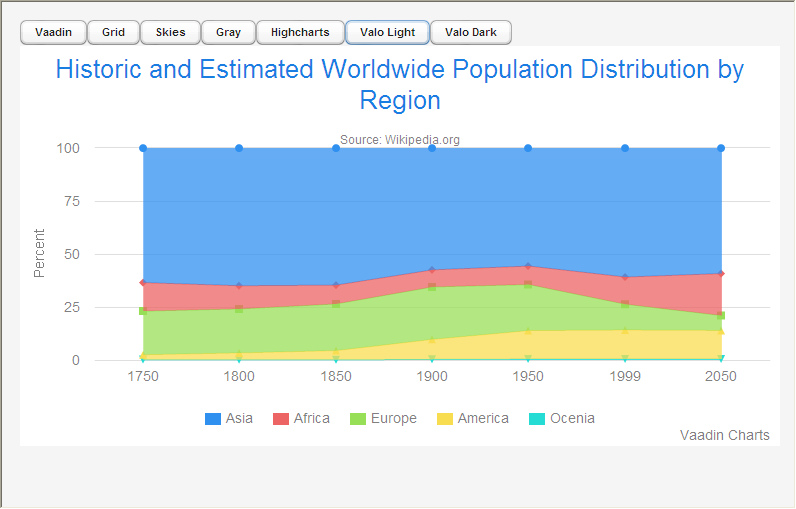 Vaadin Grid Skies Gray Highcharts Valo Light Valo Dark
Historic and Estimated Worldwide Population Distribution by
Region
Source: Wikipedia.org
Percent
100
75
50
25
0
1750 1800 1850 1900 1950 1999 2050
Asia Africa Europe America Ocenia
Vaadin Charts